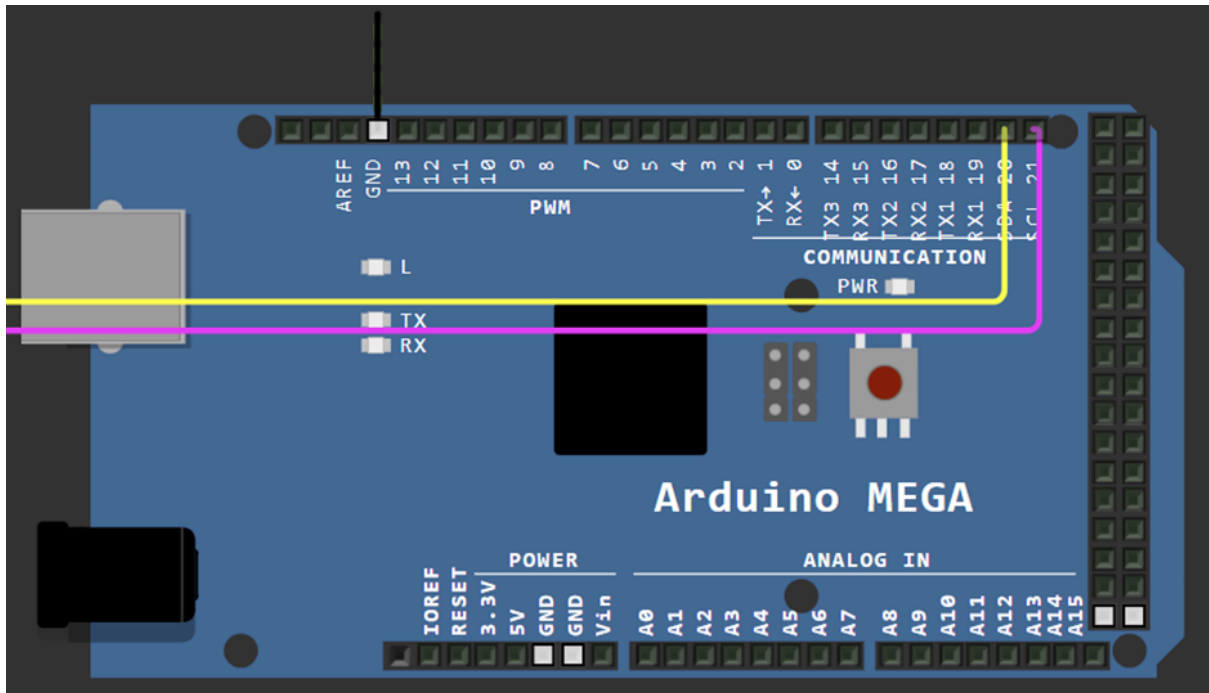 AREF GND 13 12 11 10 9 8 7 6 5 4 3 2 TX→ 1 RX← 0 TX3 14 RX3 15 TX2 16 RX2 17 TX1 18 RX1 19 SDA 20 SCL 21
PWM
COMMUNICATION
L
PWR
TX
RX
Arduino MEGA
POWER
ANALOG IN
IOREF RESET 3.3V 5V GND GND Vin A0 A1 A2 A3 A4 A5 A6 A7 A8 A9 A10 A11 A12 A13 A14 A15